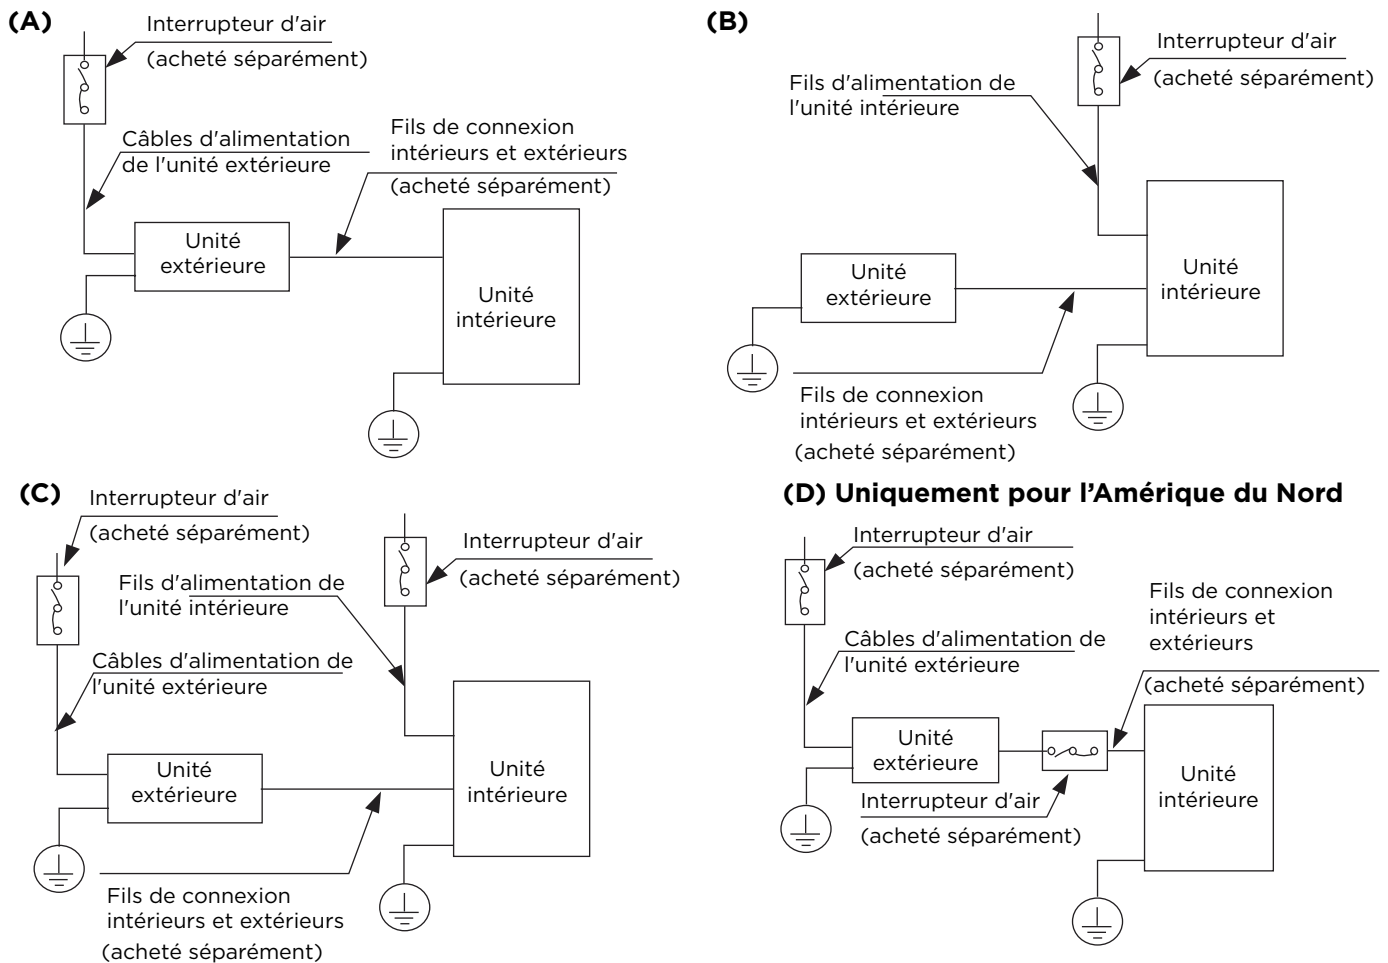 (A)
Interrupteur d'air
(acheté séparément)
Câbles d'alimentation
de l'unité extérieure
Fils de connexion
intérieurs et extérieurs
(acheté séparément)
Unité
extérieure
Unité
intérieure
(B)
Interrupteur d'air
(acheté séparément)
Fils d'alimentation de
l'unité intérieure
Unité
extérieure
Unité
intérieure
Fils de connexion
intérieurs et extérieurs
(acheté séparément)
(C)
Interrupteur d'air
(acheté séparément)
Interrupteur d'air
(acheté séparément)
Fils d'alimentation de
l'unité intérieure
Câbles d'alimentation de
l'unité extérieure
Unité
extérieure
Unité
intérieure
Fils de connexion
intérieurs et extérieurs
(acheté séparément)
(D) Uniquement pour l’Amérique du Nord
Interrupteur d'air
(acheté séparément)
Fils de connexion
intérieurs et
extérieurs
(acheté séparément)
Câbles d'alimentation de
l'unité extérieure
Unité
extérieure
Interrupteur d'air
(acheté séparément)
Unité
intérieure